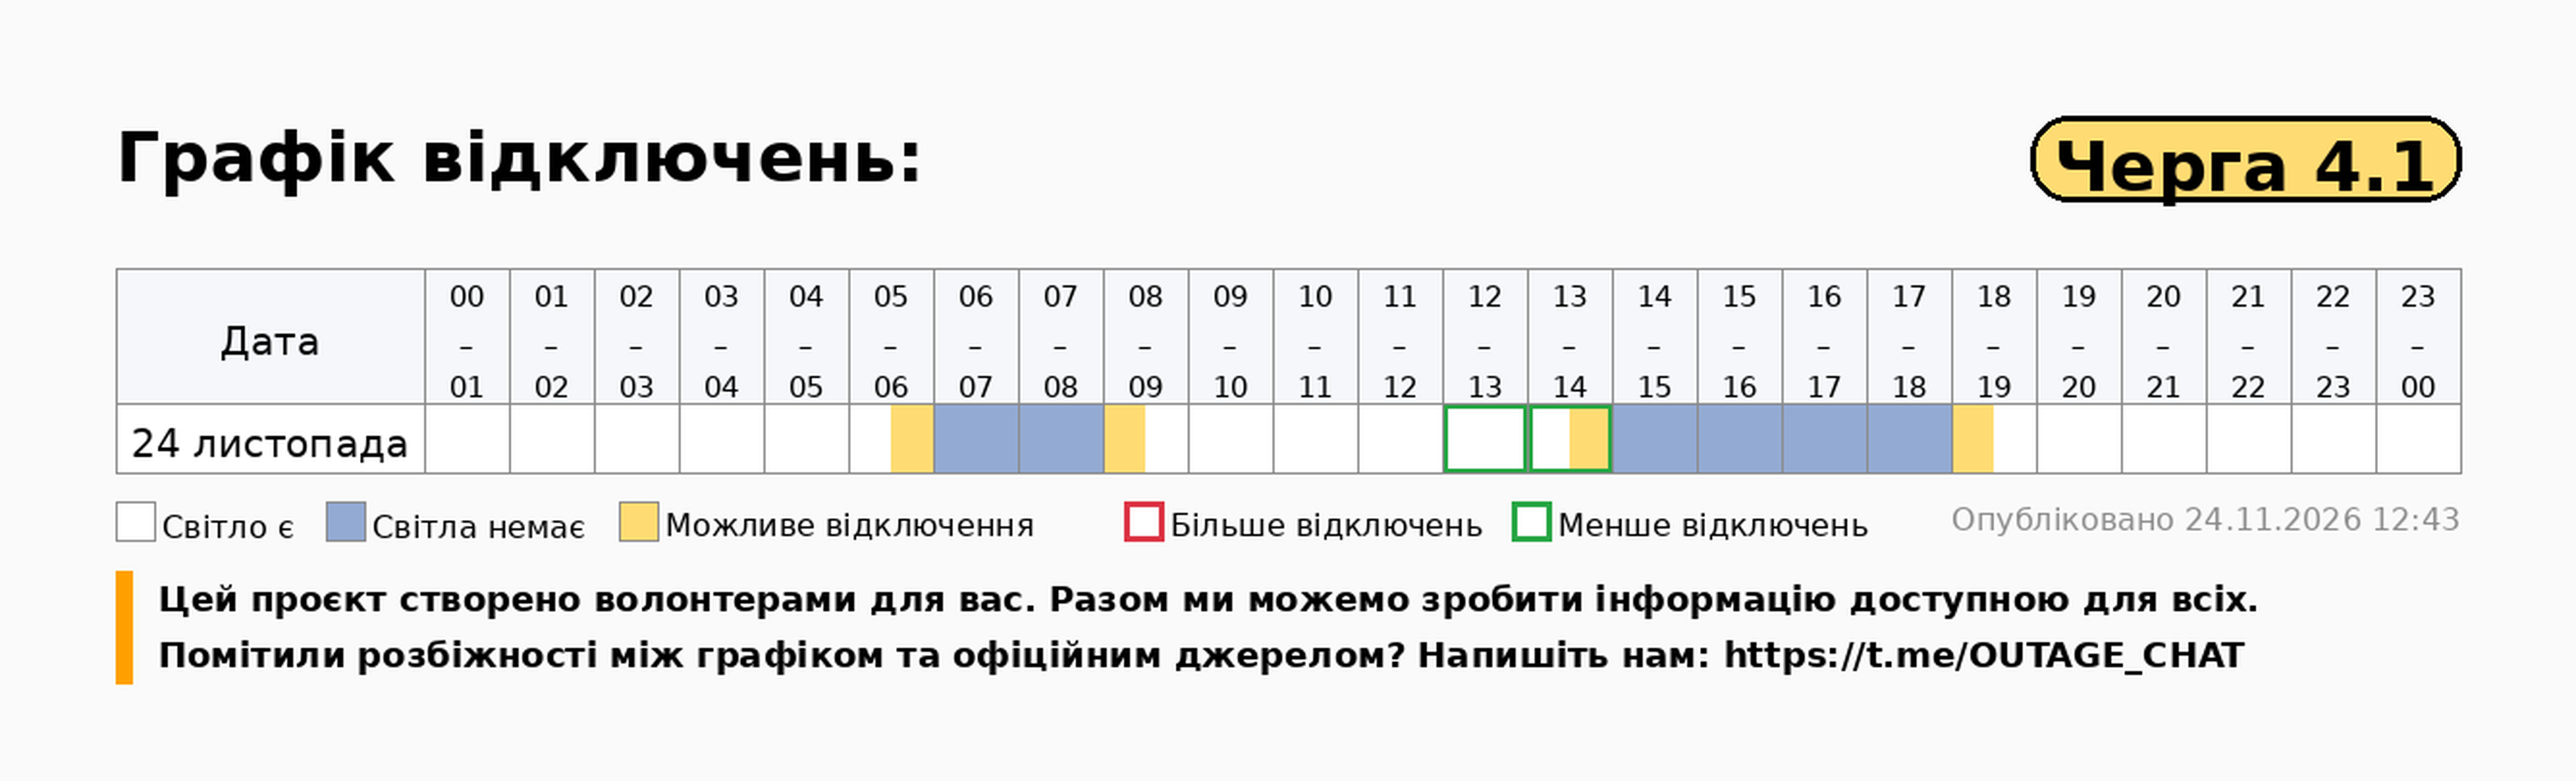 Графік відключень:
Черга 4.1
Дата 00 – 01 01 – 02 02 – 03 03 – 04 04 – 05 05 – 06 06 – 07 07 – 08 08 – 09 09 – 10 10 – 11 11 – 12 12 – 13 13 – 14 14 – 15 15 – 16 16 – 17 17 – 18 18 – 19 19 – 20 20 – 21 21 – 22 22 – 23 23 – 00
24 листопада
Світло є Світла немає Можливе відключення Більше відключень Менше відключень Опубліковано 24.11.2026 12:43
Цей проєкт створено волонтерами для вас. Разом ми можемо зробити інформацію доступною для всіх.
Помітили розбіжності між графіком та офіційним джерелом? Напишіть нам: https://t.me/OUTAGE_CHAT